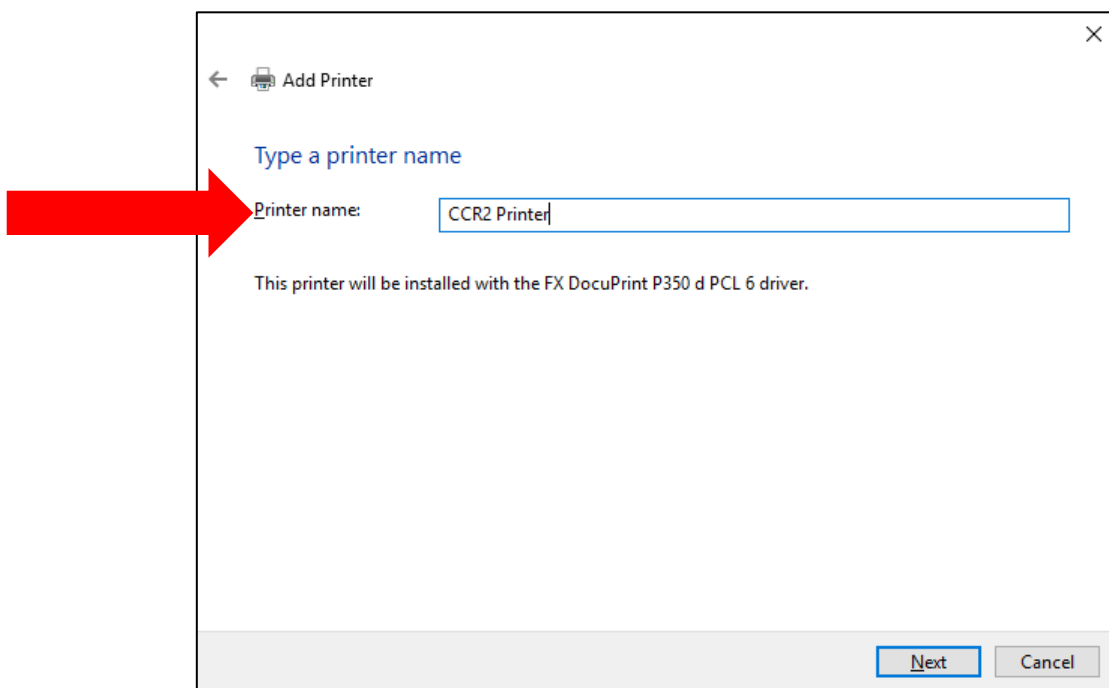 Add Printer
Type a printer name
Printer name: CCR2 Printer
This printer will be installed with the FX DocuPrint P350 d PCL 6 driver.
Next Cancel